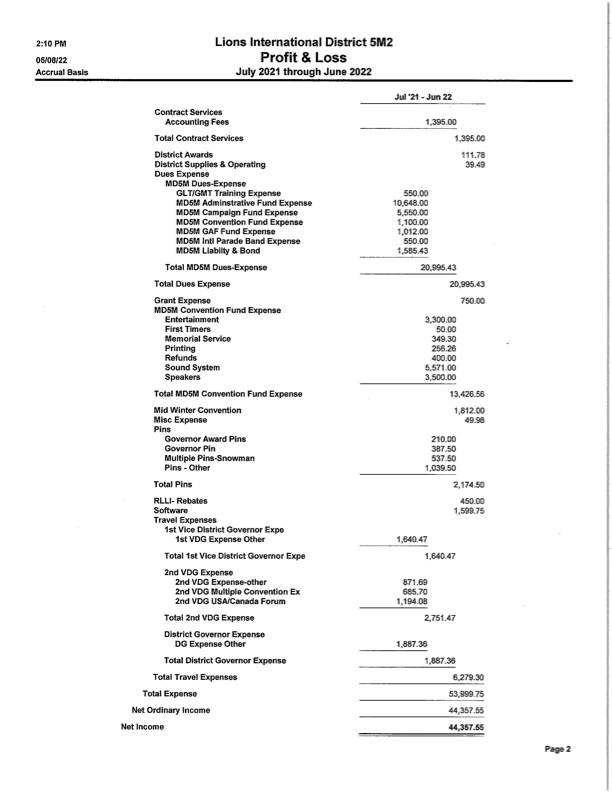 2:10 PM
05/08/22
Accrual Basis
Lions International District 5M2
Profit & Loss
July 2021 through June 2022
Jul '21 - Jun 22
Contract Services
Accounting Fees 1,395.00
Total Contract Services 1,395.00
District Awards 111.78
District Supplies & Operating 39.49
Dues Expense
MD5M Dues-Expense
GLT/GMT Training Expense 550.00
MD5M Adminstrative Fund Expense 10,648.00
MD5M Campaign Fund Expense 5,550.00
MD5M Convention Fund Expense 1,100.00
MD5M GAF Fund Expense 1,012.00
MD5M Intl Parade Band Expense 550.00
MD5M Liabilty & Bond 1,585.43
Total MD5M Dues-Expense 20,995.43
Total Dues Expense 20,995.43
Grant Expense 750.00
MD5M Convention Fund Expense
Entertainment 3,300.00
First Timers 50.00
Memorial Service 349.30
Printing 256.26
Refunds 400.00
Sound System 5,571.00
Speakers 3,500.00
Total MD5M Convention Fund Expense 13,426.56
Mid Winter Convention 1,812.00
Misc Expense 49.98
Pins
Governor Award Pins 210.00
Governor Pin 387.50
Multiple Pins-Snowman 537.50
Pins - Other 1,039.50
Total Pins 2,174.50
RLLI- Rebates 450.00
Software 1,599.75
Travel Expenses
1st Vice District Governor Expe
1st VDG Expense Other 1,640.47
Total 1st Vice District Governor Expe 1,640.47
2nd VDG Expense
2nd VDG Expense-other 871.69
2nd VDG Multiple Convention Ex 685.70
2nd VDG USA/Canada Forum 1,194.08
Total 2nd VDG Expense 2,751.47
District Governor Expense
DG Expense Other 1,887.36
Total District Governor Expense 1,887.36
Total Travel Expenses 6,279.30
Total Expense 53,999.75
Net Ordinary Income 44,357.55
Net Income 44,357.55
Page 2